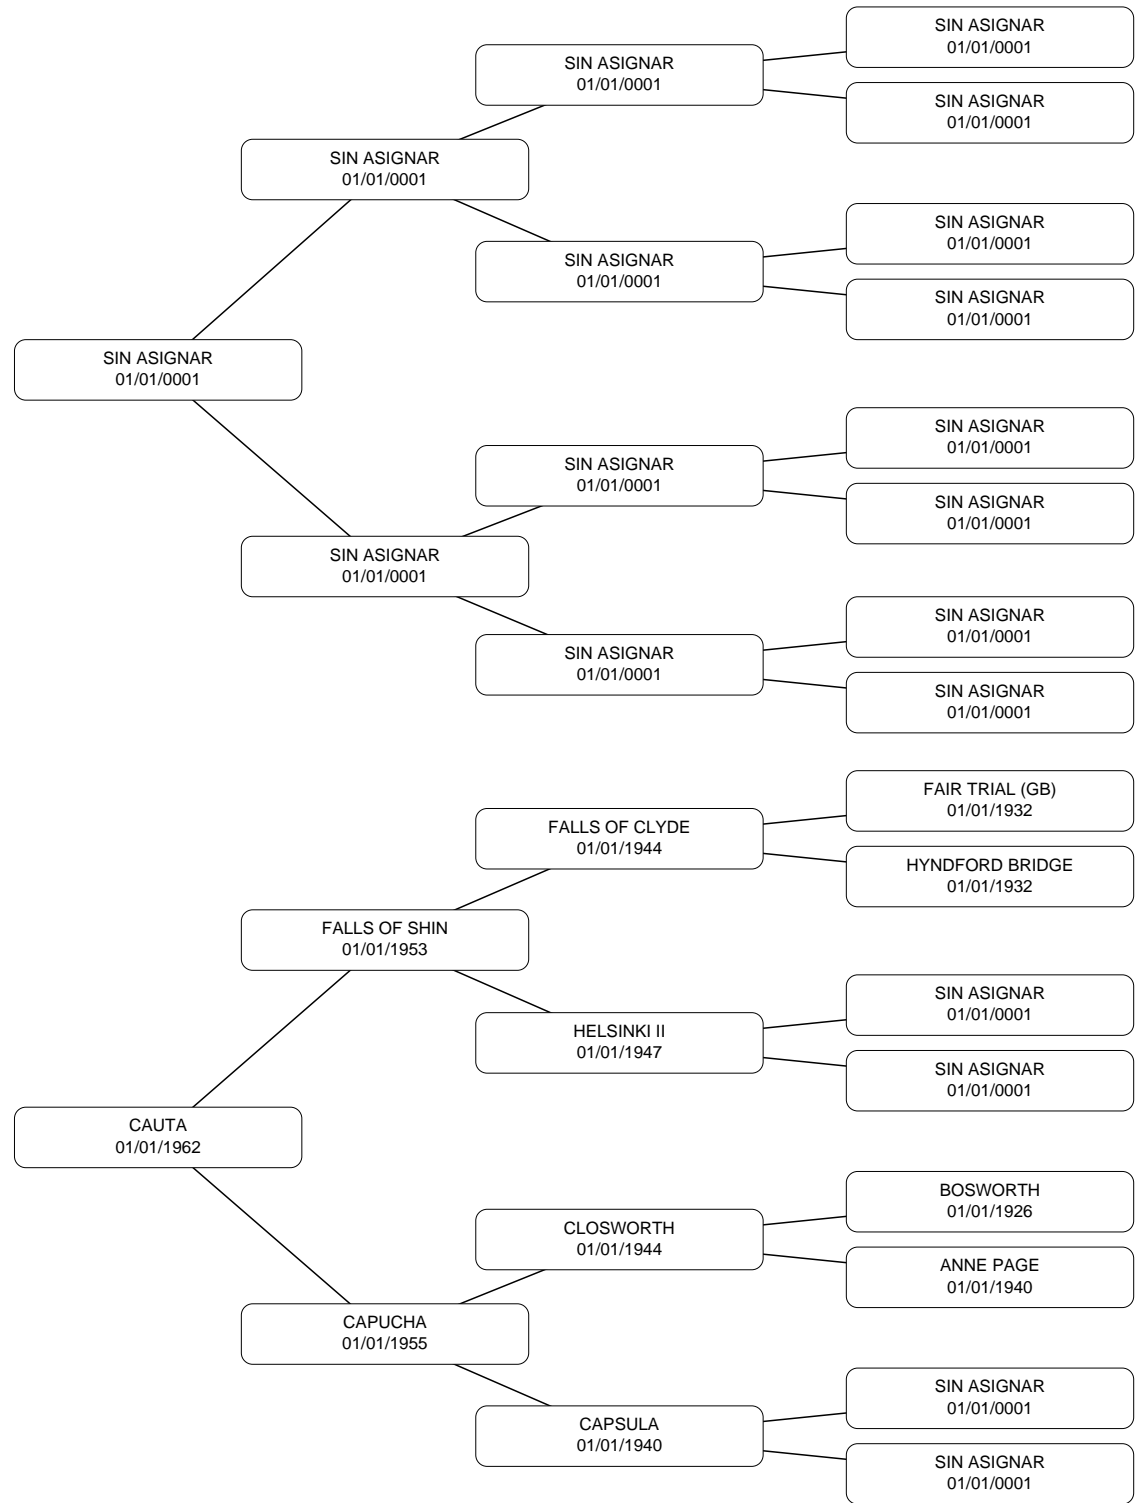 SIN ASIGNAR
01/01/0001
SIN ASIGNAR
01/01/0001
SIN ASIGNAR
01/01/0001
SIN ASIGNAR
01/01/0001
SIN ASIGNAR
01/01/0001
SIN ASIGNAR
01/01/0001
SIN ASIGNAR
01/01/0001
SIN ASIGNAR
01/01/0001
SIN ASIGNAR
01/01/0001
SIN ASIGNAR
01/01/0001
SIN ASIGNAR
01/01/0001
SIN ASIGNAR
01/01/0001
SIN ASIGNAR
01/01/0001
SIN ASIGNAR
01/01/0001
SIN ASIGNAR
01/01/0001
FAIR TRIAL (GB)
01/01/1932
FALLS OF CLYDE
01/01/1944
HYNDFORD BRIDGE
01/01/1932
FALLS OF SHIN
01/01/1953
SIN ASIGNAR
01/01/0001
HELSINKI II
01/01/1947
SIN ASIGNAR
01/01/0001
CAUTA
01/01/1962
BOSWORTH
01/01/1926
CLOSWORTH
01/01/1944
ANNE PAGE
01/01/1940
CAPUCHA
01/01/1955
SIN ASIGNAR
01/01/0001
CAPSULA
01/01/1940
SIN ASIGNAR
01/01/0001